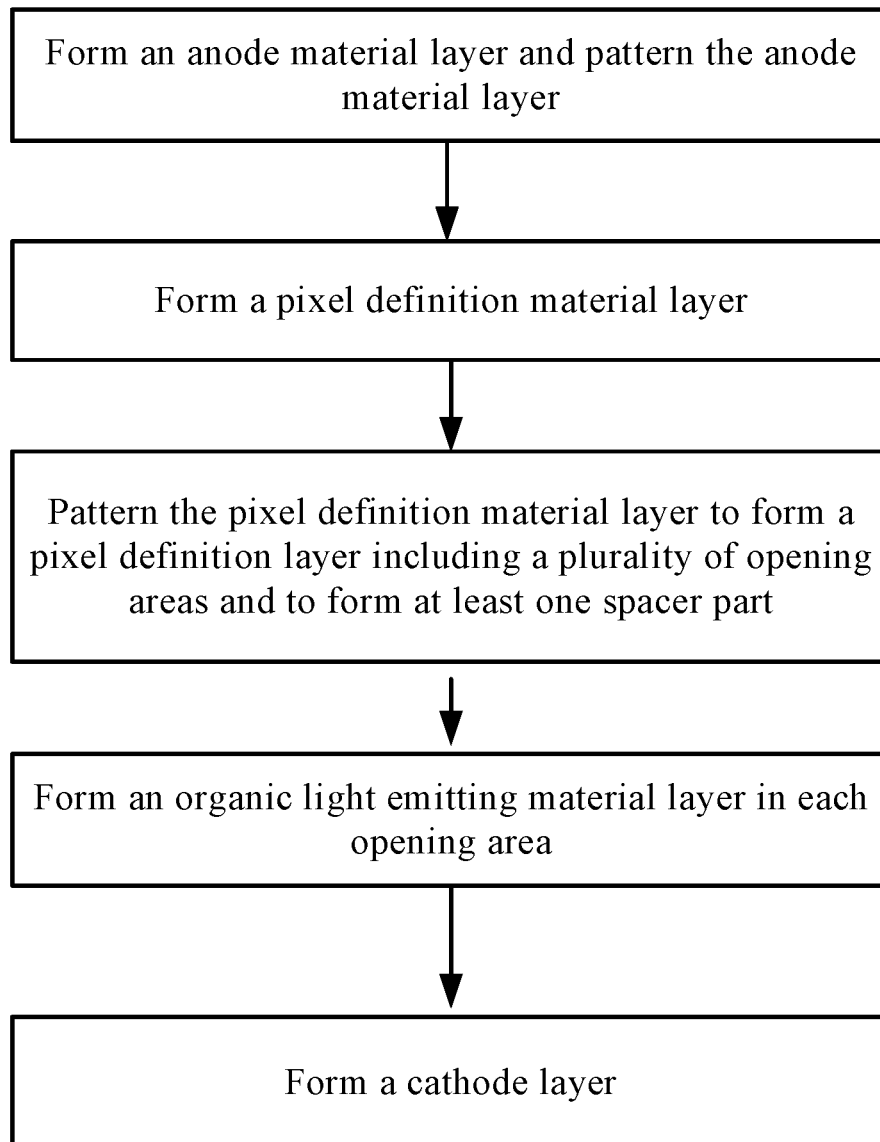 Form an anode material layer and pattern the anode
material layer
Form a pixel definition material layer
Pattern the pixel definition material layer to form a
pixel definition layer including a plurality of opening
areas and to form at least one spacer part
Form an organic light emitting material layer in each
opening area
Form a cathode layer